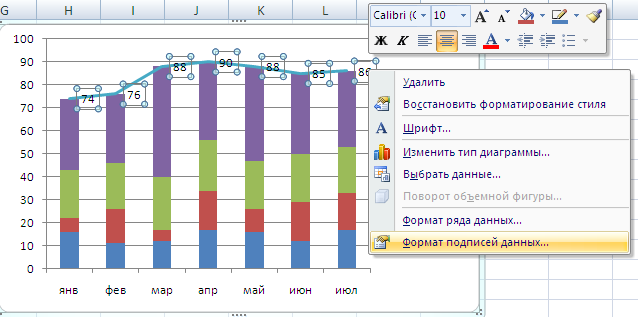 G H I J K L
Calibri (С 10 A A
Ж К A
100
90
80
70
60
50
40
30
20
10
0
74 76 88 90 88 85 86
янв фев мар апр май июн июл
Удалить
Восстановить форматирование стиля
А Шрифт...
Изменить тип диаграммы...
Выбрать данные...
Поворот объемной фигуры...
Формат ряда данных...
Формат подписей данных...